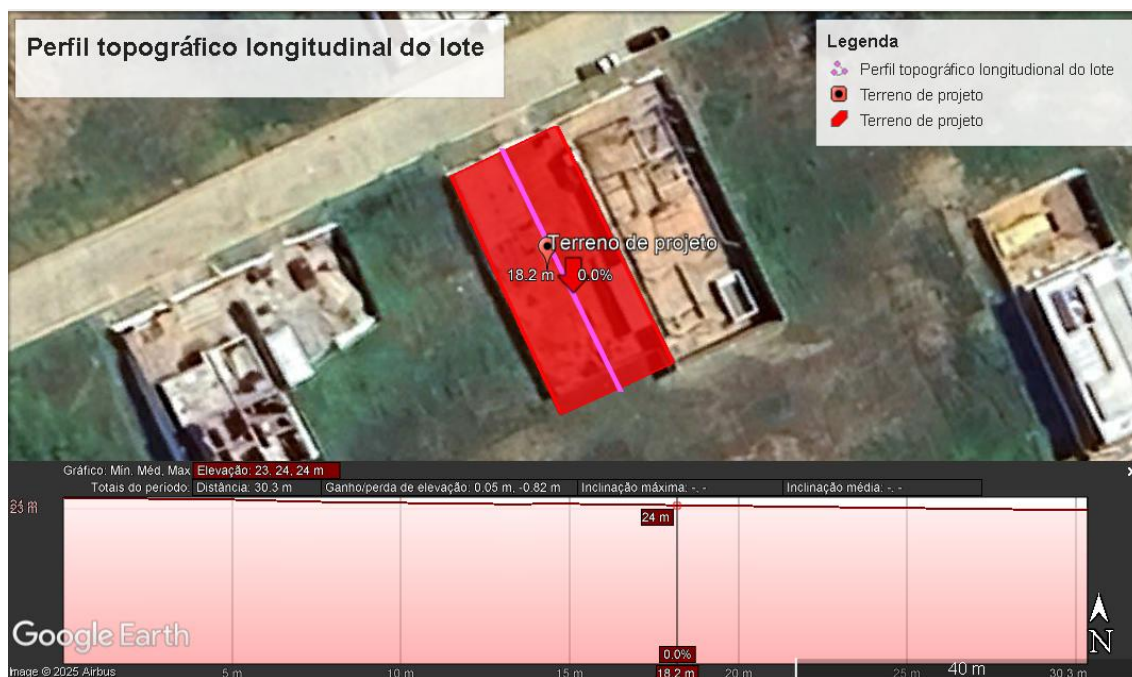 Perfil topográfico longitudinal do lote
Legenda
Perfil topográfico longitudional do lote
Terreno de projeto
Terreno de projeto
Terreno de projeto
18.2 m 0.0%
Gráfico: Mín. Méd. Max Elevação: 23, 24, 24 m
Totais do período: Distância: 30.3 m Ganho/perda de elevação: 0.05 m, -0.82 m Inclinação máxima: -, - Inclinação média: -, -
24 m
Google Earth
N
0.0%
Image © 2025 Airbus
5 m 10 m 15 m 18.2 m 20 m 25 m 30.3 m
40 m